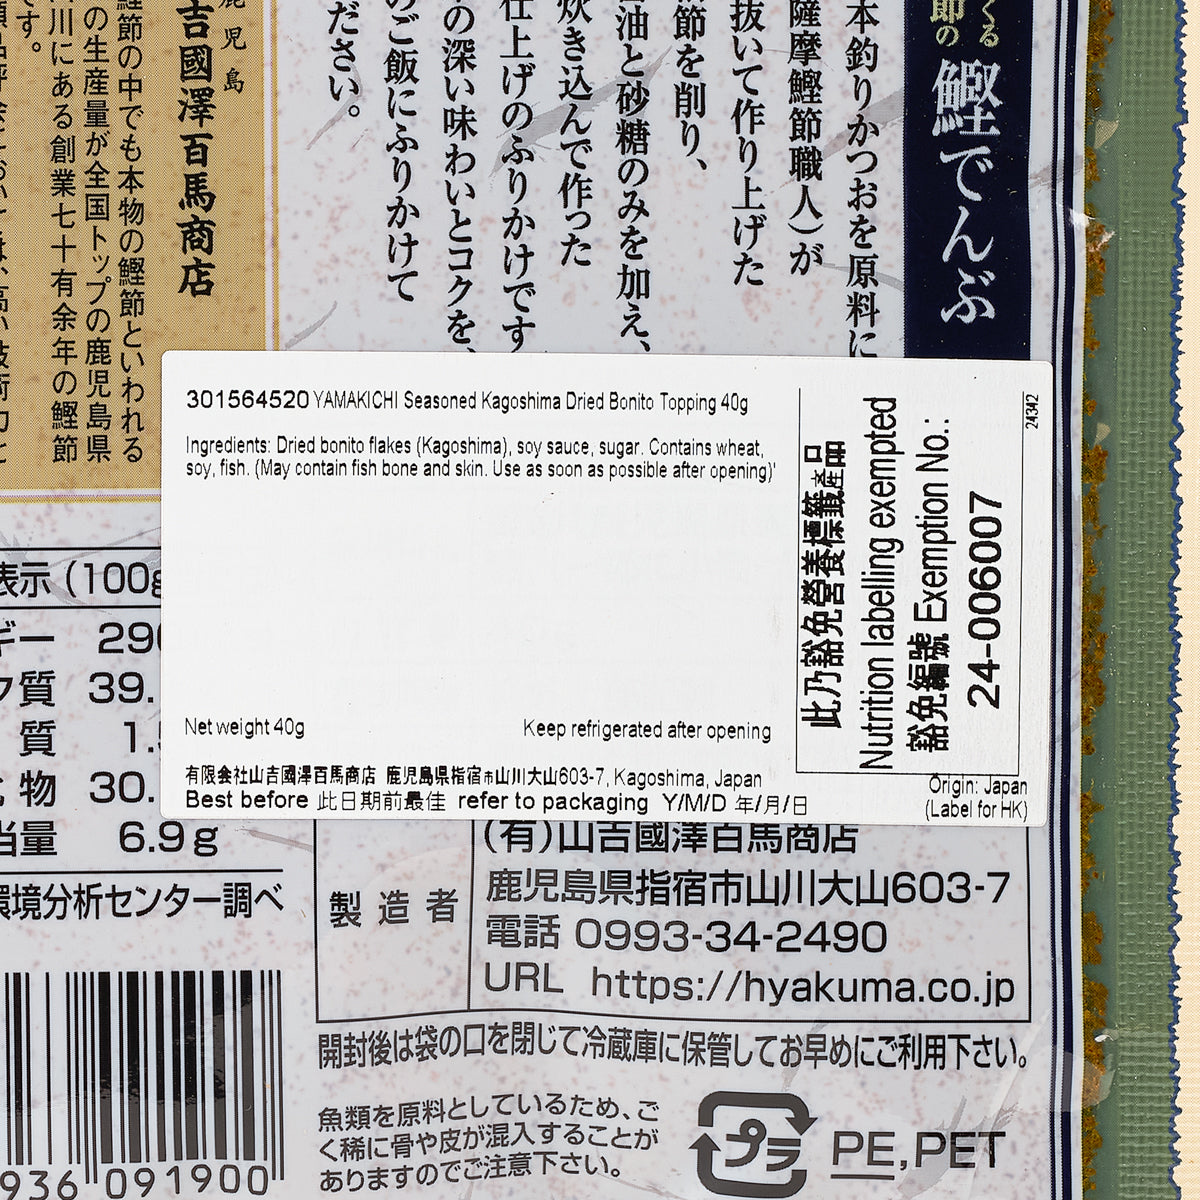 くる
節の
鰹でんぶ
本釣りかつおを原料に
薩摩鰹節職人)が
抜いて作り上げた
節を削り、
油と砂糖のみを加え、
炊き込んで作った
仕上げのふりかけです
の深い味わいとコクを、
のご飯にふりかけて
ださい。
鹿児島
吉國澤百馬商店
鰹節の中でも本物の鰹節といわれる
の生産量が全国トップの鹿児島県
川にある創業七十有余年の鰹節
です。
301564520 YAMAKICHI Seasoned Kagoshima Dried Bonito Topping 40g
Ingredients: Dried bonito flakes (Kagoshima), soy sauce, sugar. Contains wheat,
soy, fish. (May contain fish bone and skin. Use as soon as possible after opening)'
Net weight 40g
Keep refrigerated after opening
有限会社山吉國澤百馬商店 鹿児島県指宿市山川大山603-7, Kagoshima, Japan
Best before 此日期前最佳 refer to packaging Y/M/D 年/月/日
此乃豁免營養標籤產品
Nutrition labelling exempted
豁免編號 Exemption No.:
24-006007
24342
Origin: Japan
(Label for HK)
表示 (100g
ギー 290
ク質 39.
質 1.5
物 30.
当量 6.9g
環境分析センター調べ
製造者
(有)山吉國澤百馬商店
鹿児島県指宿市山川大山603-7
電話 0993-34-2490
URL https://hyakuma.co.jp
開封後は袋の口を閉じて冷蔵庫に保管してお早めにご利用下さい。
魚類を原料としているため、ご
く稀に骨や皮が混入することが
ありますのでご注意下さい。
プラ
PE,PET
936 091900